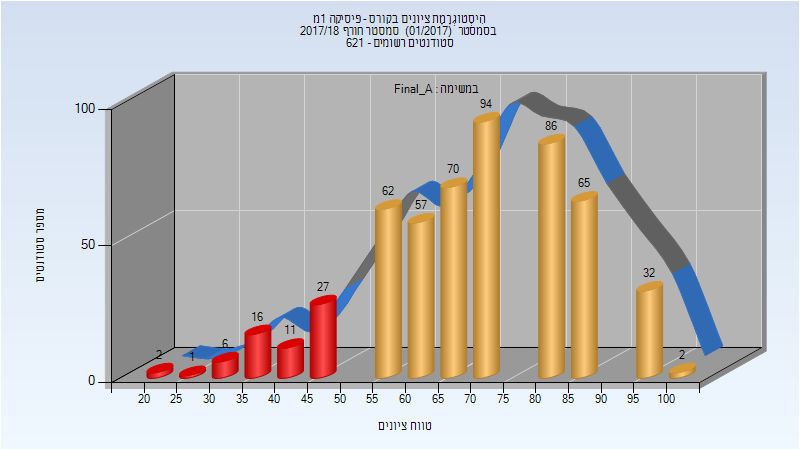 היסטוגרמת ציונים בקורס - פיסיקה 1מ
בסמסטר (01/2017) סמסטר חורף 2017/18
סטודנטים רשומים - 621
במשימה : Final_A
מספר סטודנטים
100
50
0
2
1
6
16
11
27
62
57
70
94
86
65
32
2
20 25 30 35 40 45 50 55 60 65 70 75 80 85 90 95 100
טווח ציונים